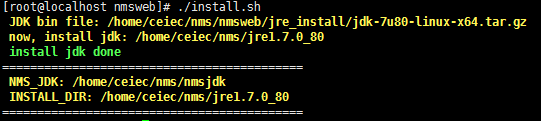 [root@localhost nmsweb]# ./install.sh
JDK bin file: /home/ceiec/nms/nmsweb/jre_install/jdk-7u80-linux-x64.tar.gz
now, install jdk: /home/ceiec/nms/jre1.7.0_80
install jdk done
==========================================
NMS_JDK: /home/ceiec/nms/nmsjdk
INSTALL_DIR: /home/ceiec/nms/jre1.7.0_80
==========================================